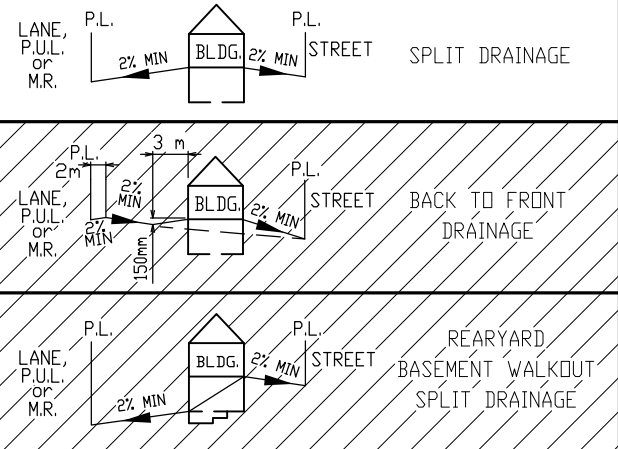 P.L.
P.L.
LANE,
P.U.L.
or
M.R.
2% MIN
BLDG.
2% MIN
STREET
SPLIT DRAINAGE
3 m
P.L.
2m
P.L.
LANE,
P.U.L.
or
M.R.
2%
MIN
2%
MIN
BLDG.
2% MIN
STREET
150mm
BACK TO FRONT
DRAINAGE
P.L.
P.L.
LANE,
P.U.L.
or
M.R.
2% MIN
BLDG.
2% MIN
STREET
REARYARD
BASEMENT WALKOUT
SPLIT DRAINAGE